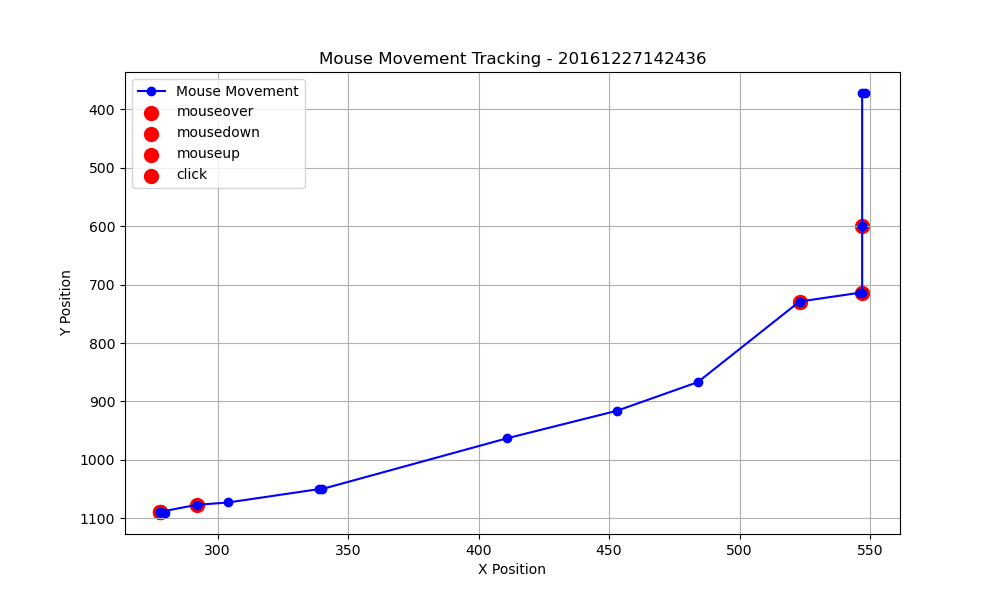 Mouse Movement Tracking - 20161227142436
Mouse Movement
mouseover
mousedown
mouseup
click
400
500
600
700
800
900
1000
1100
Y Position
300
350
400
450
500
550
X Position